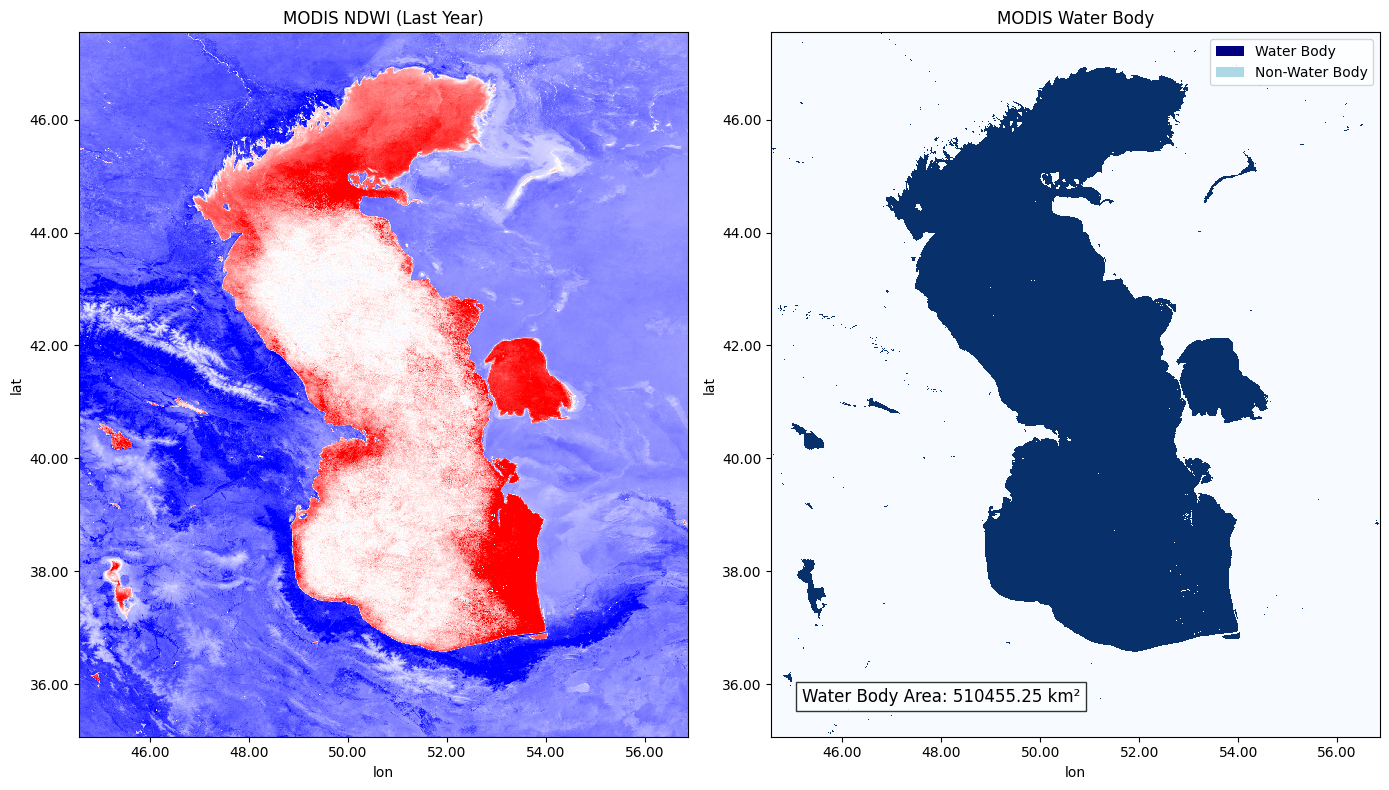 MODIS NDWI (Last Year)
46.00
44.00
42.00
40.00
38.00
36.00
lat
46.00 48.00 50.00 52.00 54.00 56.00
lon
MODIS Water Body
Water Body
Non-Water Body
46.00
44.00
42.00
40.00
38.00
36.00
lat
Water Body Area: 510455.25 km²
46.00 48.00 50.00 52.00 54.00 56.00
lon